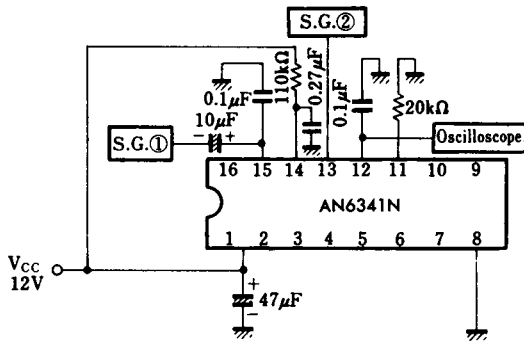 S.G.②
110kΩ
0.27μF
0.1μF
0.1μF
10μF
20kΩ
− +
S.G.①
Oscilloscope
16 15 14 13 12 11 10 9
AN6341N
1 2 3 4 5 6 7 8
VCC
12V
+
47μF
−